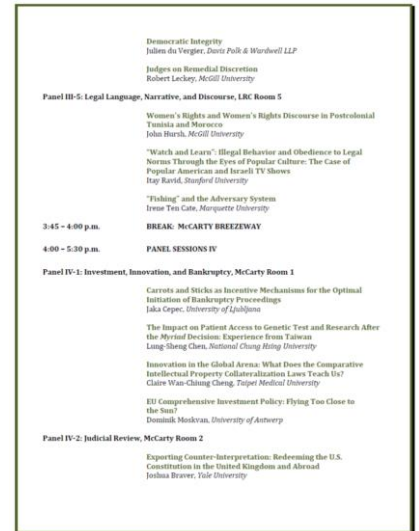 Democratic Integrity
Julien du Vergier, Davis Polk & Wardwell LLP
Judges on Remedial Discretion
Robert Leckey, McGill University
Panel III-5: Legal Language, Narrative, and Discourse, LRC Room 5
Women's Rights and Women's Rights Discourse in Postcolonial
Tunisia and Morocco
John Hursh, McGill University
"Watch and Learn": Illegal Behavior and Obedience to Legal
Norms Through the Eyes of Popular Culture: The Case of
Popular American and Israeli TV Shows
Itay Ravid, Stanford University
"Fishing" and the Adversary System
Irene Ten Cate, Marquette University
3:45 – 4:00 p.m. BREAK: McCARTY BREEZEWAY
4:00 – 5:30 p.m. PANEL SESSIONS IV
Panel IV-1: Investment, Innovation, and Bankruptcy, McCarty Room 1
Carrots and Sticks as Incentive Mechanisms for the Optimal
Initiation of Bankruptcy Proceedings
Jaka Cepec, University of Ljubljana
The Impact on Patient Access to Genetic Test and Research After
the Myriad Decision: Experience from Taiwan
Lung-Sheng Chen, National Chung Hsing University
Innovation in the Global Arena: What Does the Comparative
Intellectual Property Collateralization Laws Teach Us?
Claire Wan-Chiung Cheng, Taipei Medical University
EU Comprehensive Investment Policy: Flying Too Close to
the Sun?
Dominik Moskvan, University of Antwerp
Panel IV-2: Judicial Review, McCarty Room 2
Exporting Counter-Interpretation: Redeeming the U.S.
Constitution in the United Kingdom and Abroad
Joshua Braver, Yale University